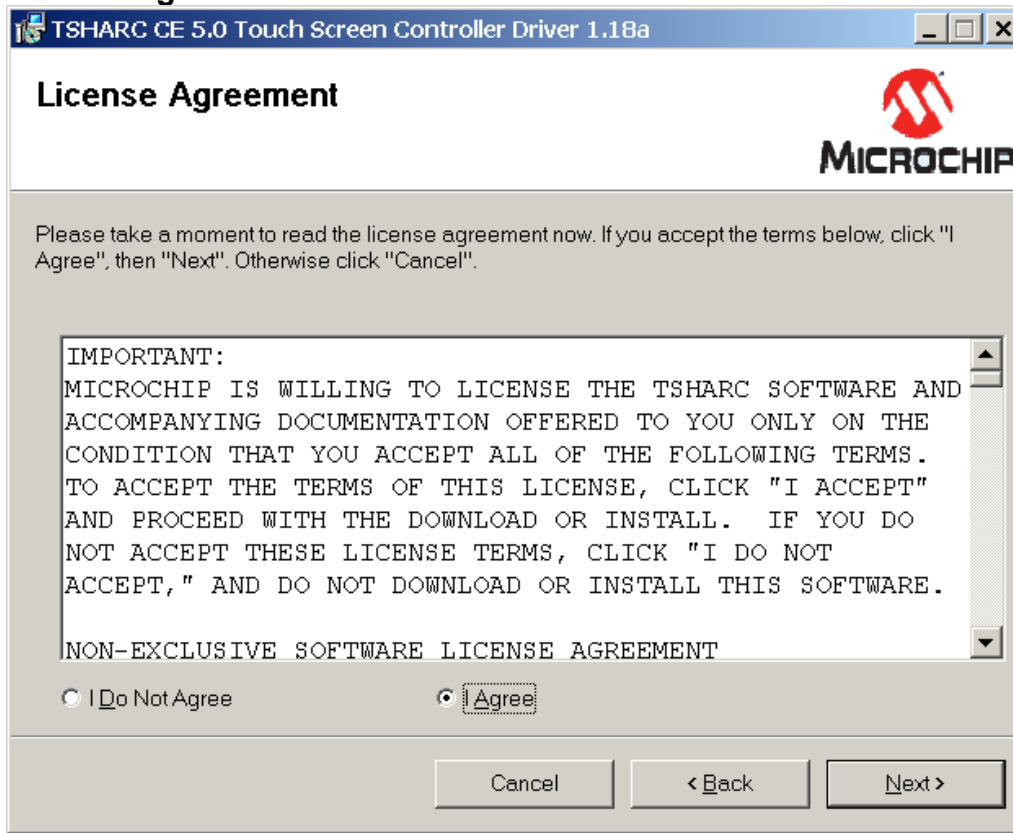 TSHARC CE 5.0 Touch Screen Controller Driver 1.18a
License Agreement
MICROCHIP
Please take a moment to read the license agreement now. If you accept the terms below, click "I
Agree", then "Next". Otherwise click "Cancel".
IMPORTANT:
MICROCHIP IS WILLING TO LICENSE THE TSHARC SOFTWARE AND
ACCOMPANYING DOCUMENTATION OFFERED TO YOU ONLY ON THE
CONDITION THAT YOU ACCEPT ALL OF THE FOLLOWING TERMS.
TO ACCEPT THE TERMS OF THIS LICENSE, CLICK "I ACCEPT"
AND PROCEED WITH THE DOWNLOAD OR INSTALL.  IF YOU DO
NOT ACCEPT THESE LICENSE TERMS, CLICK "I DO NOT
ACCEPT," AND DO NOT DOWNLOAD OR INSTALL THIS SOFTWARE.
NON-EXCLUSIVE SOFTWARE LICENSE AGREEMENT
I Do Not Agree
I Agree
Cancel
< Back
Next >